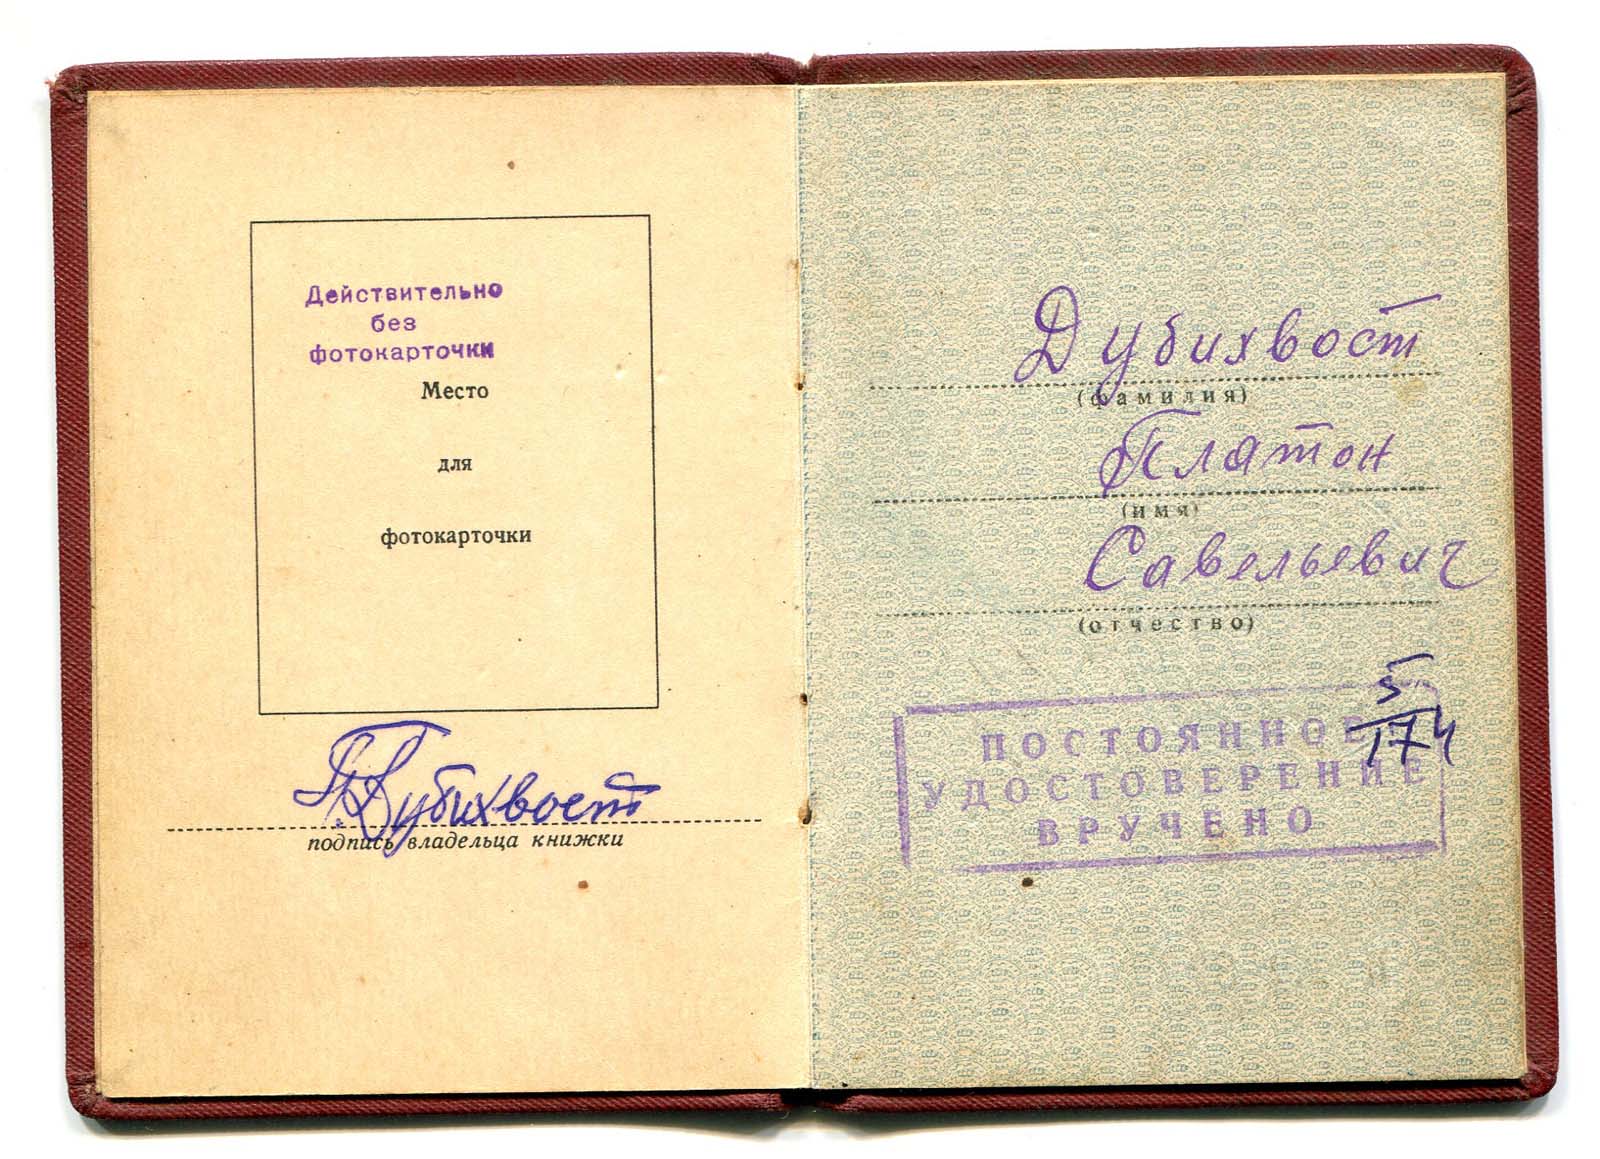 Действительно
без
фотокарточки
Место
для
фотокарточки
П.Дубихвост
подпись владельца книжки
Дубихвост
(фамилия)
Платон
(имя)
Савельевич
(отчество)
5
174
ПОСТОЯННОЕ
УДОСТОВЕРЕНИЕ
ВРУЧЕНО